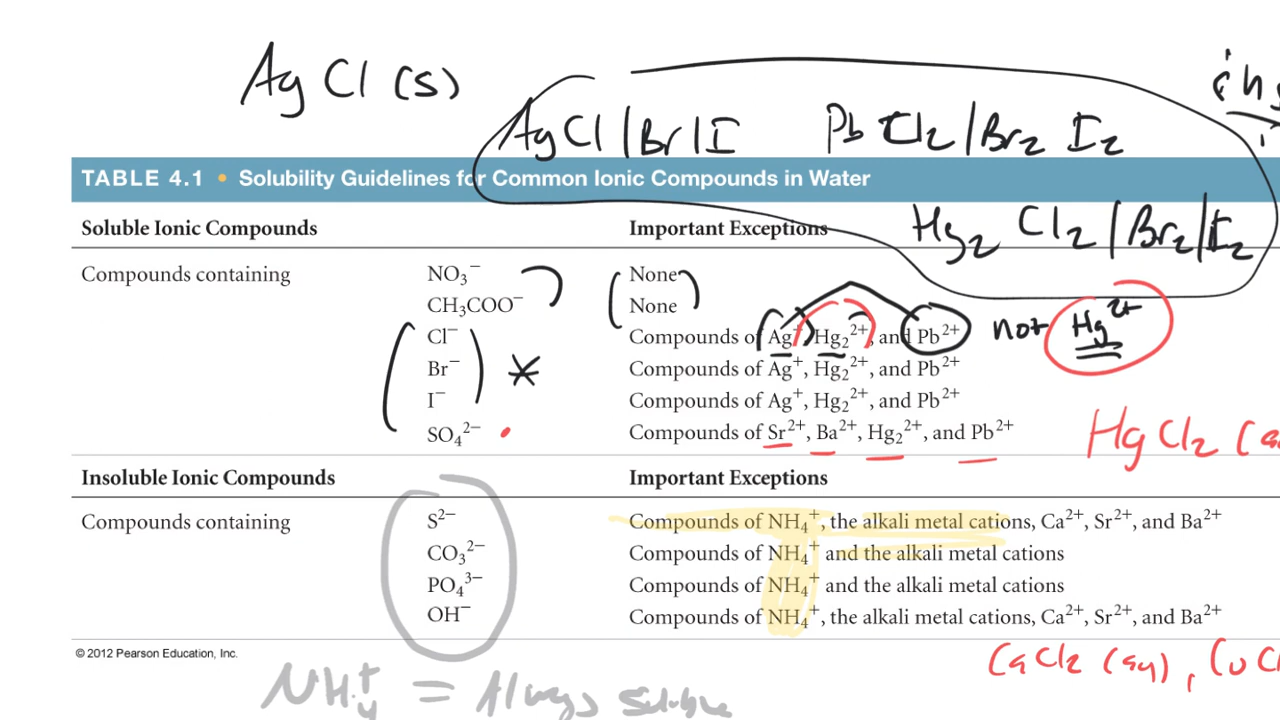 AgCl (s)
AgCl/Br/I PbCl₂/Br₂ I₂
TABLE 4.1 • Solubility Guidelines for Common Ionic Compounds in Water
Hg₂ Cl₂/Br₂/I₂
Soluble Ionic Compounds Important Exceptions
Compounds containing NO₃⁻ None
CH₃COO⁻ None
not Hg²⁺
Cl⁻ Compounds of Ag⁺, Hg₂²⁺, and Pb²⁺
Br⁻ * Compounds of Ag⁺, Hg₂²⁺, and Pb²⁺
I⁻ Compounds of Ag⁺, Hg₂²⁺, and Pb²⁺
SO₄²⁻ Compounds of Sr²⁺, Ba²⁺, Hg₂²⁺, and Pb²⁺
HgCl₂ (a
Insoluble Ionic Compounds Important Exceptions
Compounds containing S²⁻ Compounds of NH₄⁺, the alkali metal cations, Ca²⁺, Sr²⁺, and Ba²⁺
CO₃²⁻ Compounds of NH₄⁺ and the alkali metal cations
PO₄³⁻ Compounds of NH₄⁺ and the alkali metal cations
OH⁻ Compounds of NH₄⁺, the alkali metal cations, Ca²⁺, Sr²⁺, and Ba²⁺
© 2012 Pearson Education, Inc.
CaCl₂ (aq),
NH₄⁺ = Always soluble